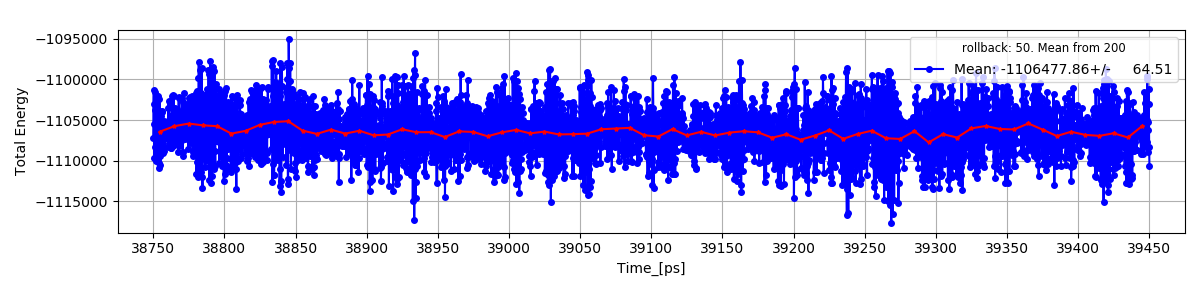 rollback: 50. Mean from 200
Mean: -1106477.86+/- 64.51
Total Energy
−1095000
−1100000
−1105000
−1110000
−1115000
38750 38800 38850 38900 38950 39000 39050 39100 39150 39200 39250 39300 39350 39400 39450
Time_[ps]